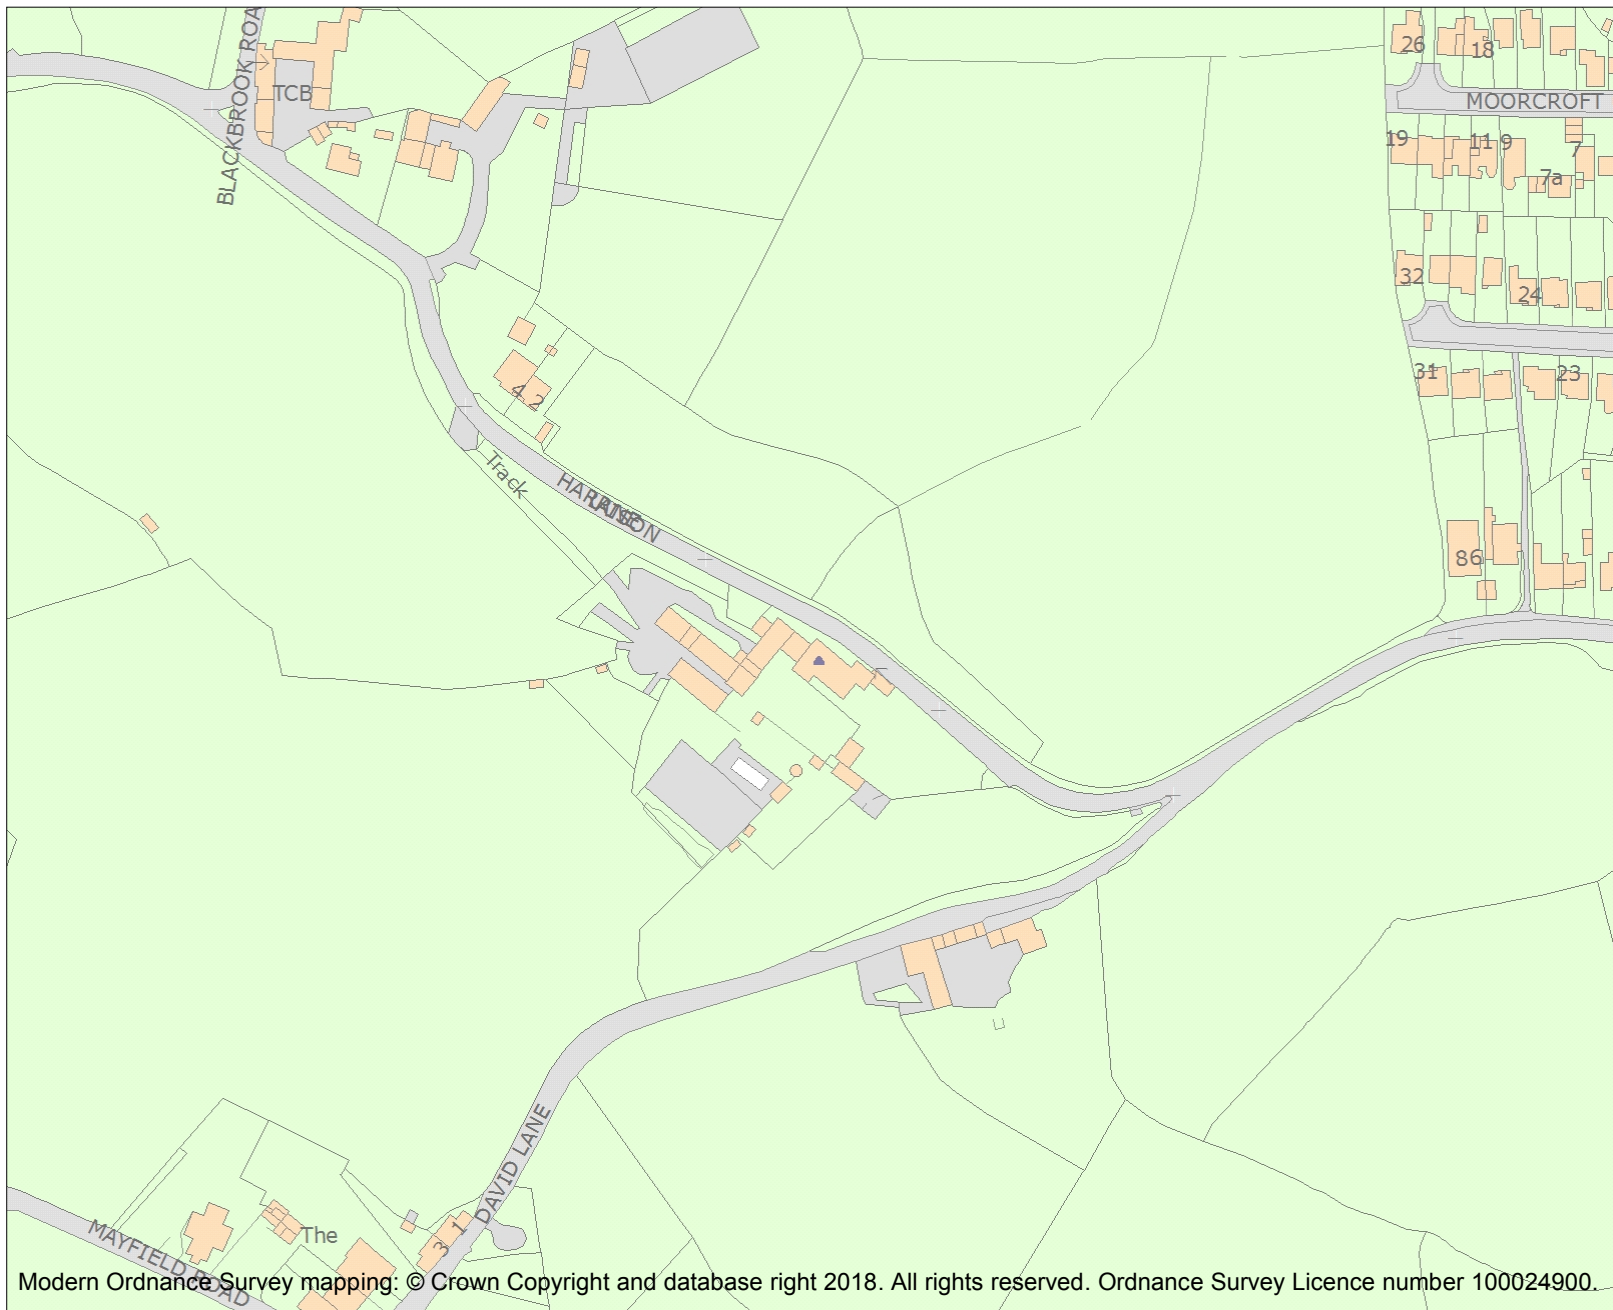 BLACKBROOK ROA
TCB
26
18
MOORCROFT
19
11
9
7
7a
32
24
31
23
4
2
Track
HARRISON
LANE
86
DAVID LANE
1
3
The
MAYFIELD ROAD
Modern Ordnance Survey mapping: © Crown Copyright and database right 2018. All rights reserved. Ordnance Survey Licence number 100024900.